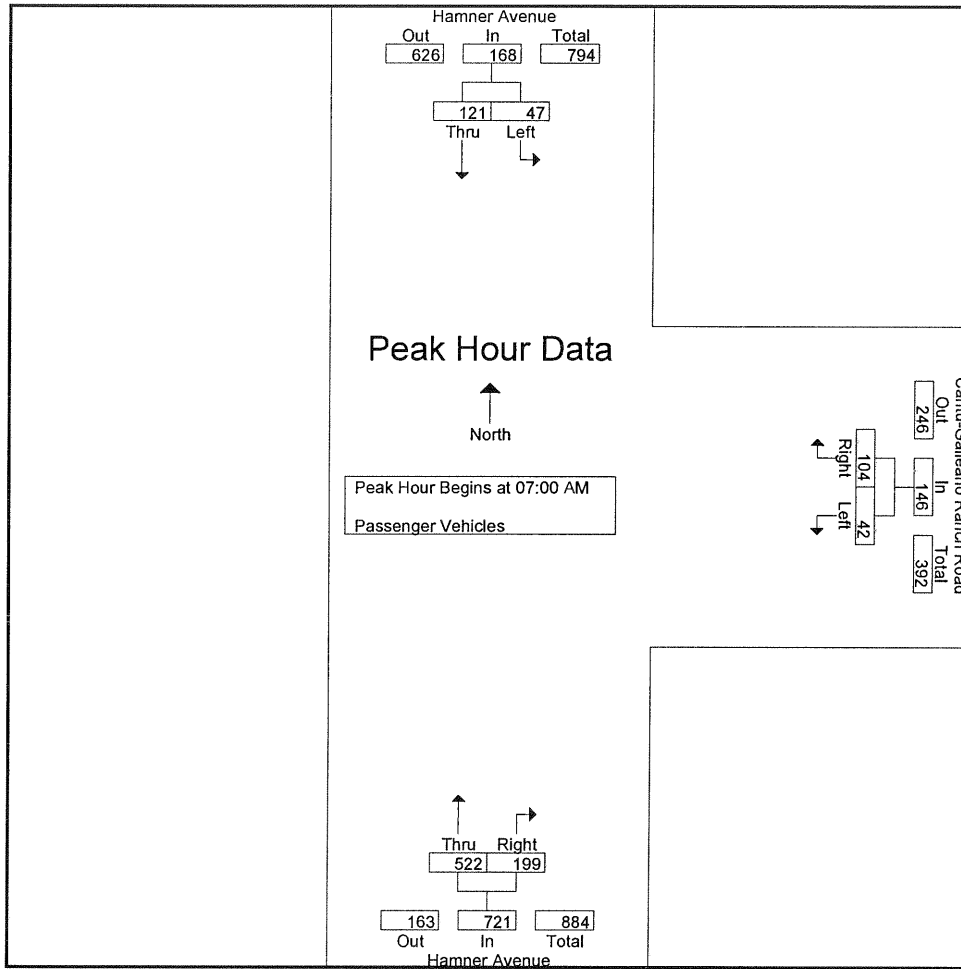 Hamner Avenue
Out In Total
626 168 794
121 47
Thru Left
Peak Hour Data
North
Peak Hour Begins at 07:00 AM
Passenger Vehicles
Ranch Road
Out In Total
246 146 392
104 42
Right Left
Thru Right
522 199
163 721 884
Out In Total
Hamner Avenue